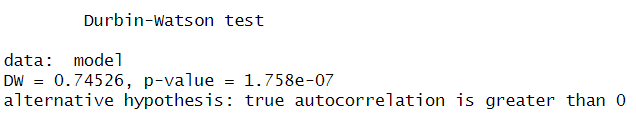 Durbin-Watson test
data: model
DW = 0.74526, p-value = 1.758e-07
alternative hypothesis: true autocorrelation is greater than 0